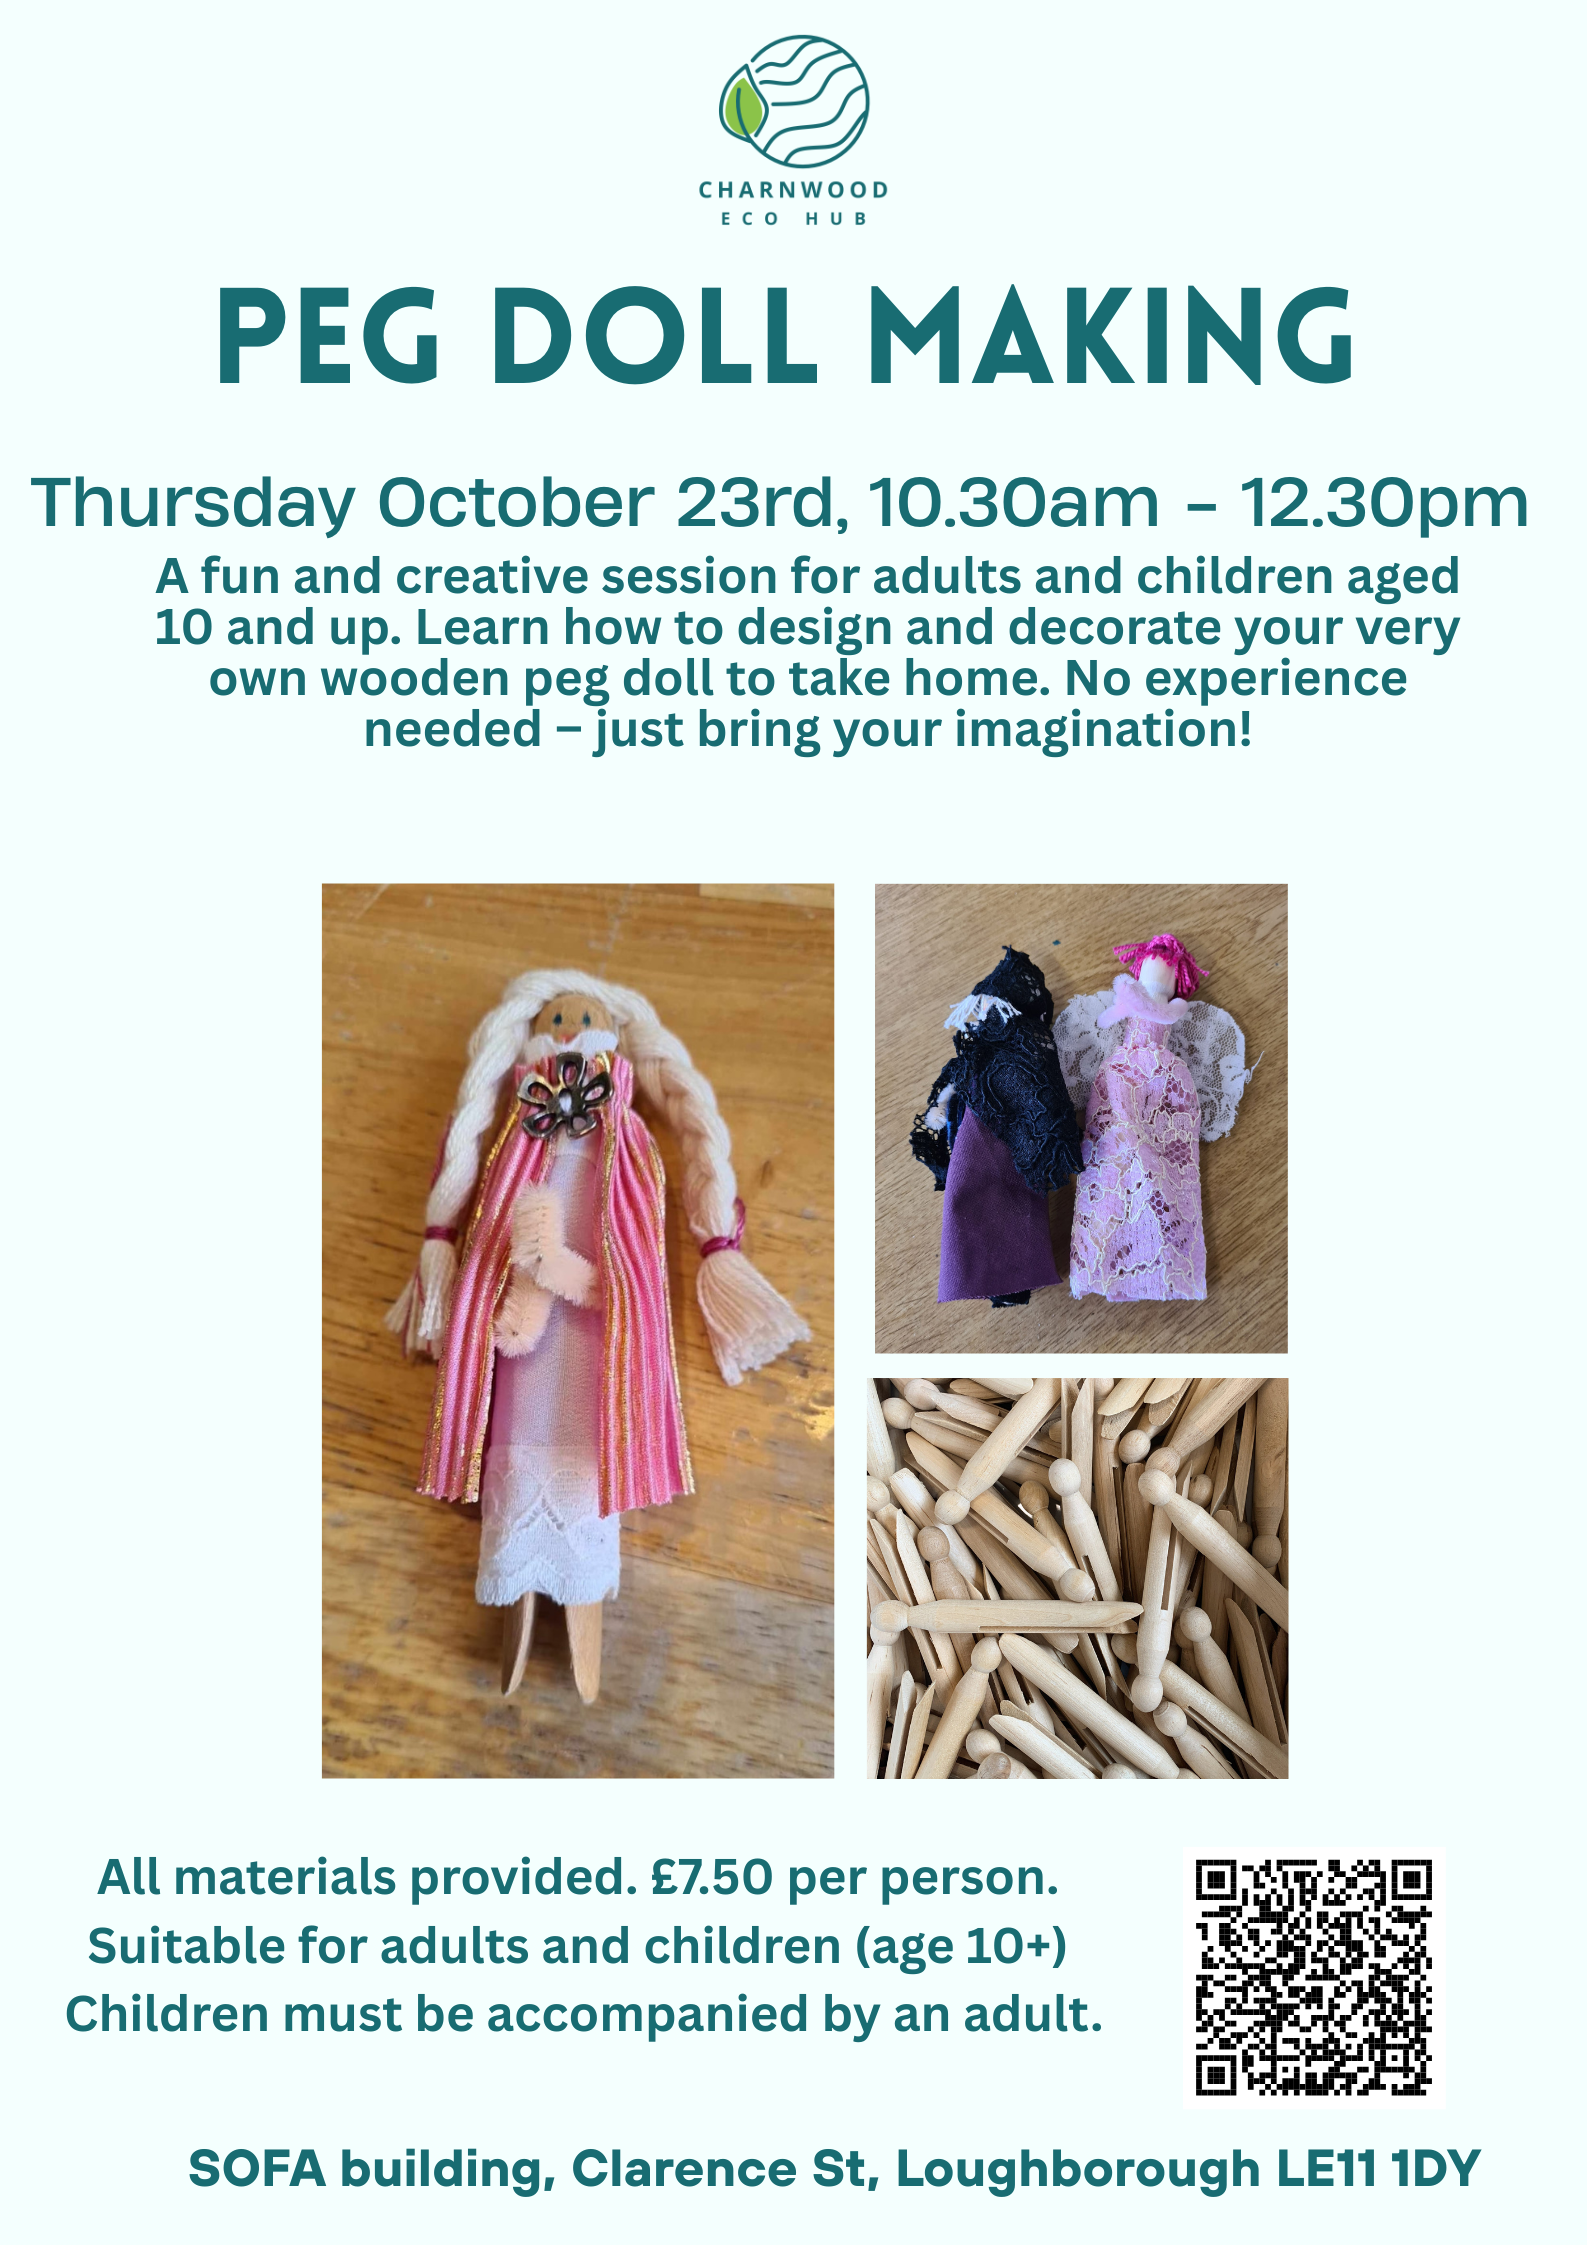 CHARNWOOD
ECO HUB
PEG DOLL MAKING
Thursday October 23rd, 10.30am - 12.30pm
A fun and creative session for adults and children aged
10 and up. Learn how to design and decorate your very
own wooden peg doll to take home. No experience
needed – just bring your imagination!
All materials provided. £7.50 per person.
Suitable for adults and children (age 10+)
Children must be accompanied by an adult.
SOFA building, Clarence St, Loughborough LE11 1DY